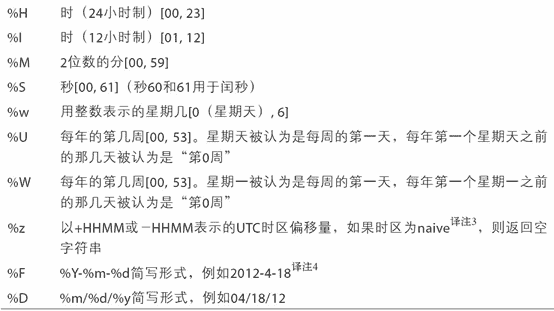 %H 时（24小时制）[00, 23]
%I 时（12小时制）[01, 12]
%M 2位数的分[00, 59]
%S 秒[00, 61]（秒60和61用于闰秒）
%w 用整数表示的星期几[0（星期天）, 6]
%U 每年的第几周[00, 53]。星期天被认为是每周的第一天，每年第一个星期天之前
的那几天被认为是“第0周”
%W 每年的第几周[00, 53]。星期一被认为是每周的第一天，每年第一个星期一之前
的那几天被认为是“第0周”
%z 以+HHMM或－HHMM表示的UTC时区偏移量，如果时区为naive译注3，则返回空
字符串
%F %Y-%m-%d简写形式，例如2012-4-18译注4
%D %m/%d/%y简写形式，例如04/18/12